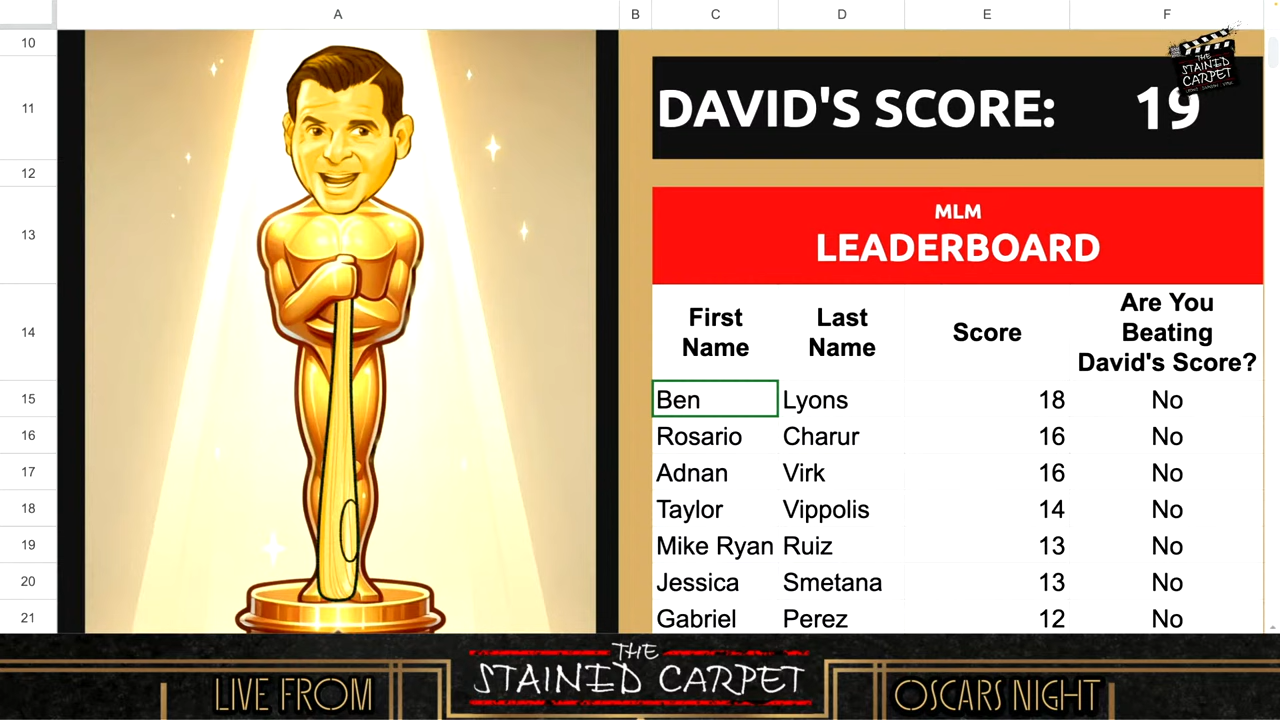 A B C D E F
10
11
12
13
14
15
16
17
18
19
20
21
THE
STAINED
CARPET
DAVID'S SCORE: 19
MLM
LEADERBOARD
First Name Last Name Score Are You Beating David's Score?
Ben Lyons 18 No
Rosario Charur 16 No
Adnan Virk 16 No
Taylor Vippolis 14 No
Mike Ryan Ruiz 13 No
Jessica Smetana 13 No
Gabriel Perez 12 No
LIVE FROM
THE
STAINED CARPET
OSCARS NIGHT